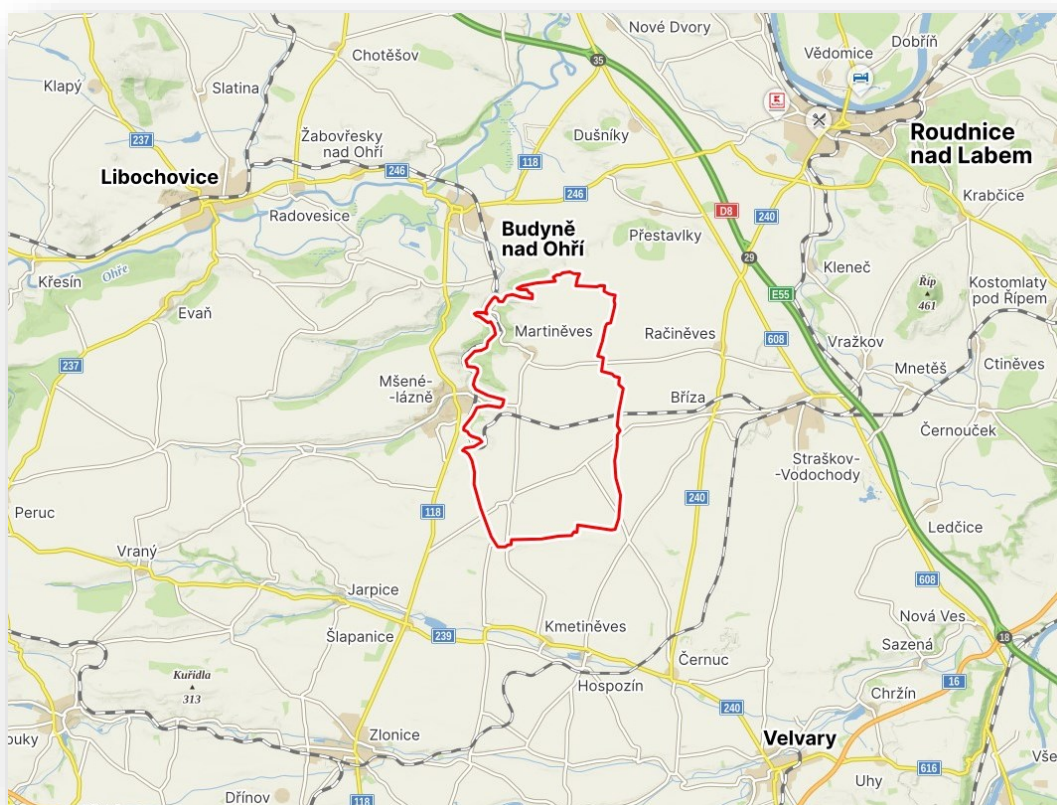 Nové Dvory
Dobříň
Vědomice
Chotěšov
35
Klapý
Slatina
Roudnice
nad Labem
Dušníky
237
Žabovřesky
nad Ohří
118
Libochovice
246
246
Krabčice
Radovesice
D8
240
Budyně
nad Ohří
Přestavlky
29
Kleneč
Ohře
Křesín
Říp
461
Kostomlaty
pod Řípem
E55
Evaň
Martiněves
Račiněves
608
Vražkov
Ctiněves
237
Mnetěš
Mšené-
-lázně
Bříza
Černouček
Straškov-
-Vodochody
240
Peruc
118
Ledčice
Vraný
608
Jarpice
Nová Ves
Kmetiněves
Šlapanice
239
18
Sazená
Kuřidla
313
Černuc
16
Hospozín
Chržín
240
Zlonice
Velvary
ouky
Vše
616
Uhy
Dřínov
118